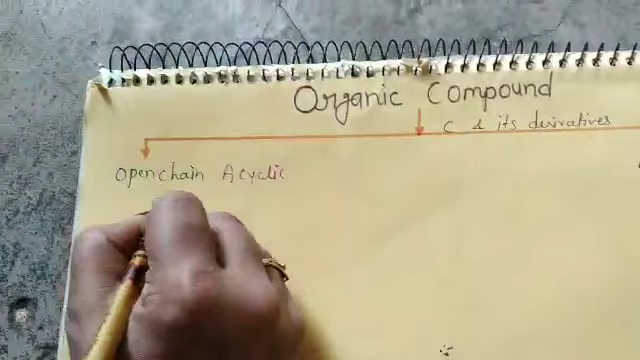 Organic Compound
C & its derivatives
Openchain Acyclic